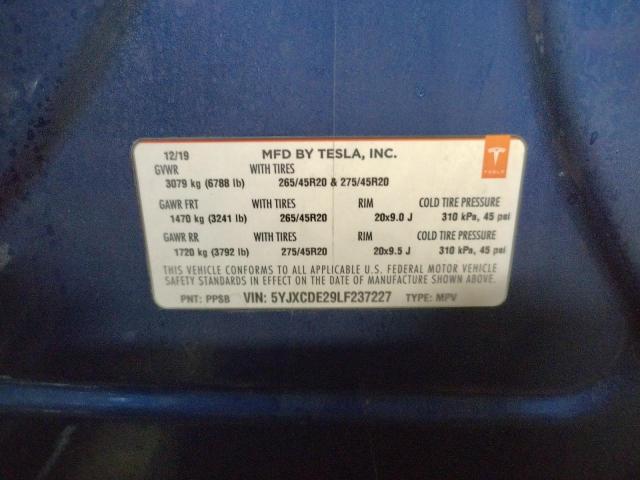 12/19 MFD BY TESLA, INC.
TESLA
GVWR WITH TIRES
3079 kg (6788 lb) 265/45R20 & 275/45R20
GAWR FRT WITH TIRES RIM COLD TIRE PRESSURE
1470 kg (3241 lb) 265/45R20 20x9.0 J 310 kPa, 45 psi
GAWR RR WITH TIRES RIM COLD TIRE PRESSURE
1720 kg (3792 lb) 275/45R20 20x9.5 J 310 kPa, 45 psi
THIS VEHICLE CONFORMS TO ALL APPLICABLE U.S. FEDERAL MOTOR VEHICLE
SAFETY STANDARDS IN EFFECT ON THE DATE OF MANUFACTURE SHOWN ABOVE.
PNT: PPSB VIN: 5YJXCDE29LF237227 TYPE: MPV